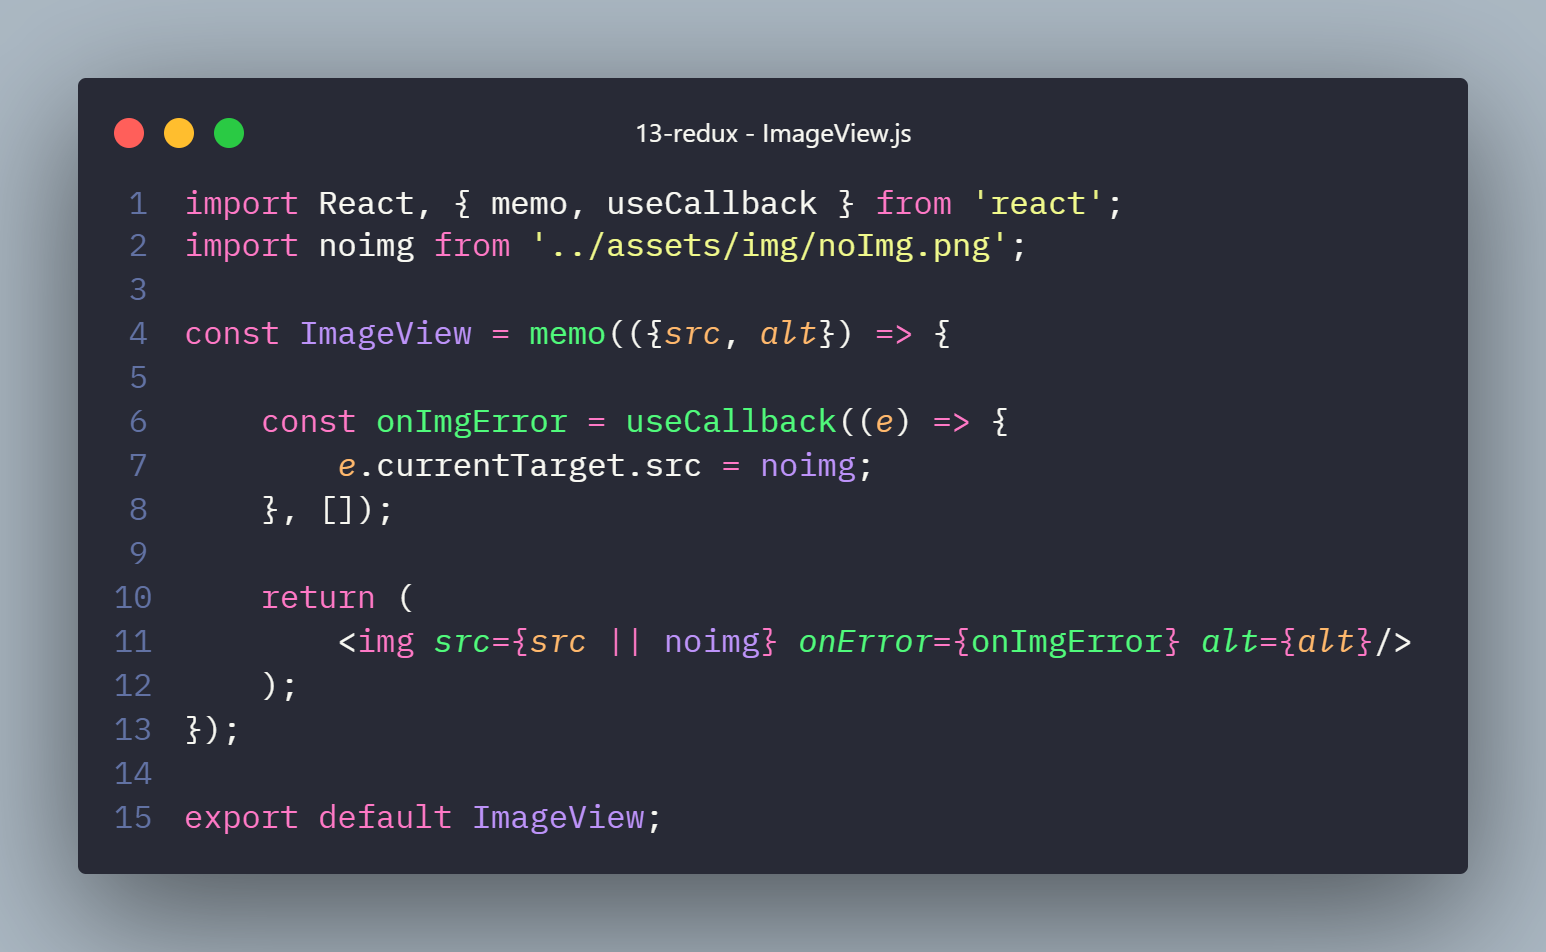 13-redux - ImageView.js
1 import React, { memo, useCallback } from 'react';
2 import noimg from '../assets/img/noImg.png';
3
4 const ImageView = memo(({src, alt}) => {
5
6     const onImgError = useCallback((e) => {
7         e.currentTarget.src = noimg;
8     }, []);
9
10     return (
11         <img src={src || noimg} onError={onImgError} alt={alt}/>
12     );
13 });
14
15 export default ImageView;